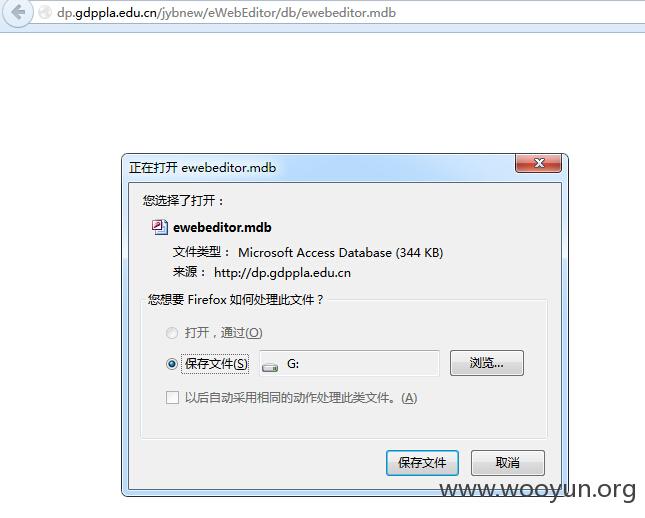 dp.gdppla.edu.cn/jybnew/eWebEditor/db/ewebeditor.mdb
正在打开 ewebeditor.mdb
您选择了打开：
ewebeditor.mdb
文件类型： Microsoft Access Database (344 KB)
来源： http://dp.gdppla.edu.cn
您想要 Firefox 如何处理此文件？
打开，通过(O)
保存文件(S) G: 浏览...
以后自动采用相同的动作处理此类文件。(A)
保存文件 取消
www.wooyun.org